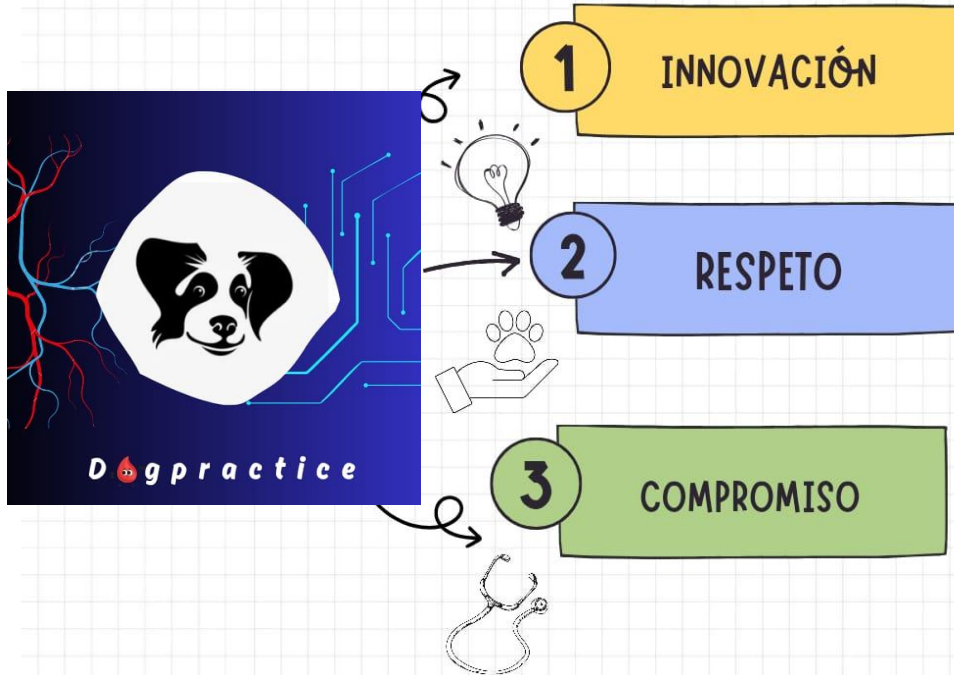 1
INNOVACIÓN
2
RESPETO
Dogpractice
3
COMPROMISO